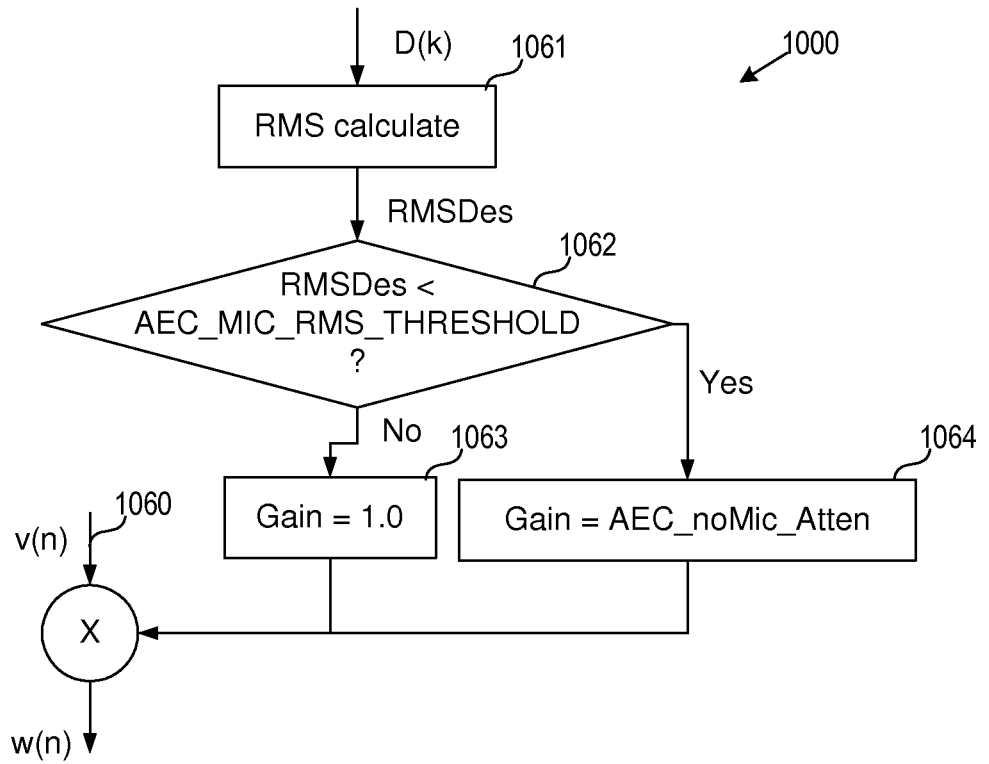 D(k)
1061
1000
RMS calculate
RMSDes
1062
RMSDes <
AEC_MIC_RMS_THRESHOLD
?
Yes
No
1063
1064
1060
Gain = 1.0
Gain = AEC_noMic_Atten
v(n)
X
w(n)